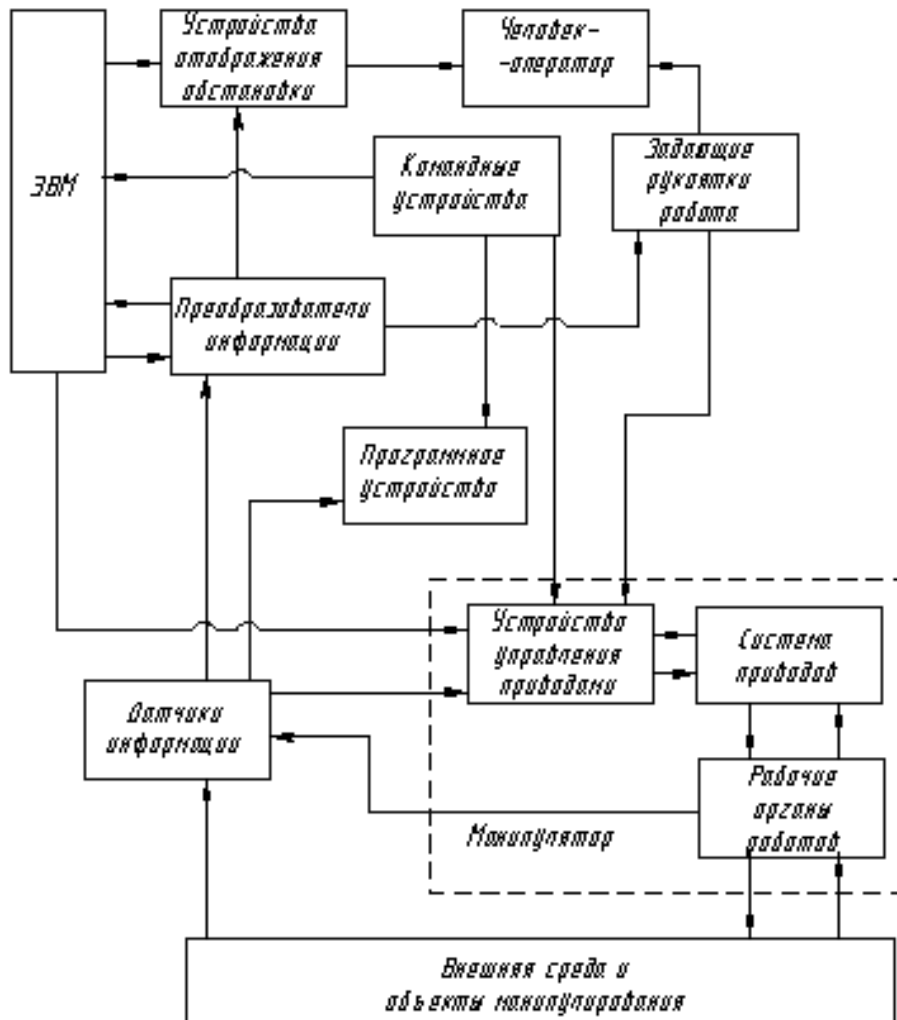 Устройства
отображения
обстановки
Человек-
-оператор
ЭВМ
Командные
устройства
Задающие
рукоятки
робота
Преобразователи
информации
Программное
устройство
Устройства
управления
приводами
Система
приводов
Датчики
информации
Рабочие
органы
роботов
Манипулятор
Внешняя среда и
объекты манипулирования